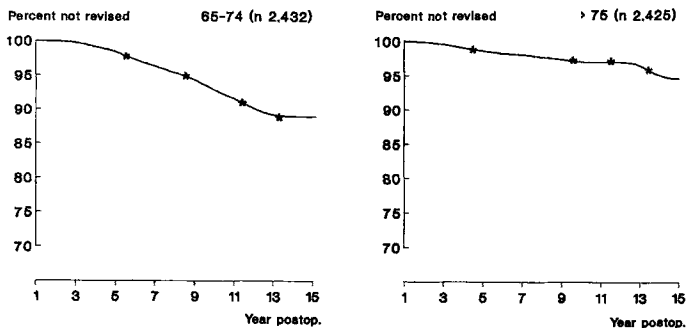 Percent not revised 65-74 (n 2,432)
100
95
90
85
80
75
70
1 3 5 7 9 11 13 15
Year postop.
Percent not revised > 75 (n 2,425)
100
95
90
85
80
75
70
1 3 5 7 9 11 13 15
Year postop.